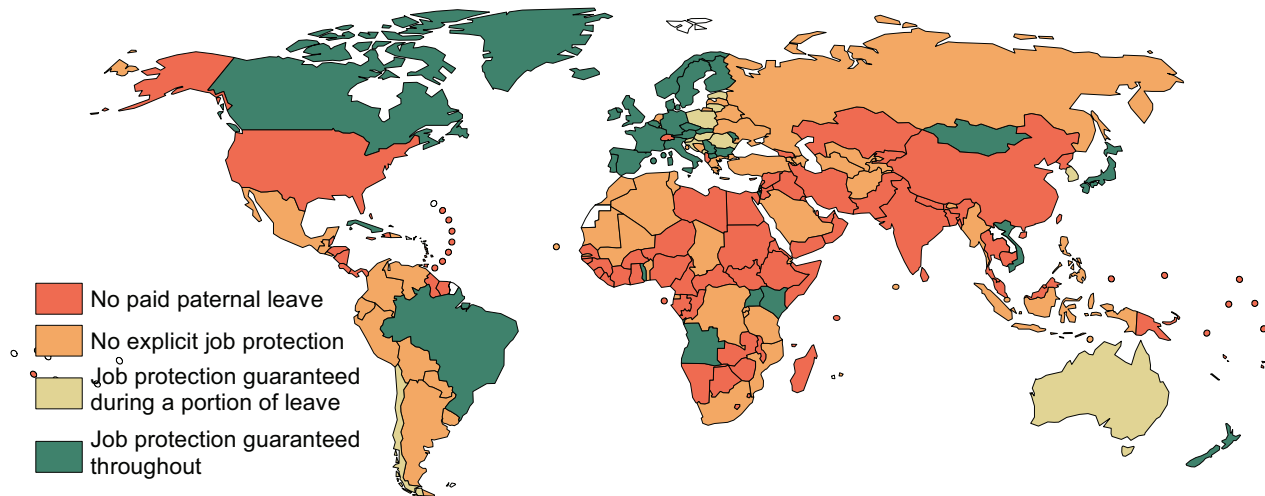 No paid paternal leave
No explicit job protection
Job protection guaranteed
during a portion of leave
Job protection guaranteed
throughout